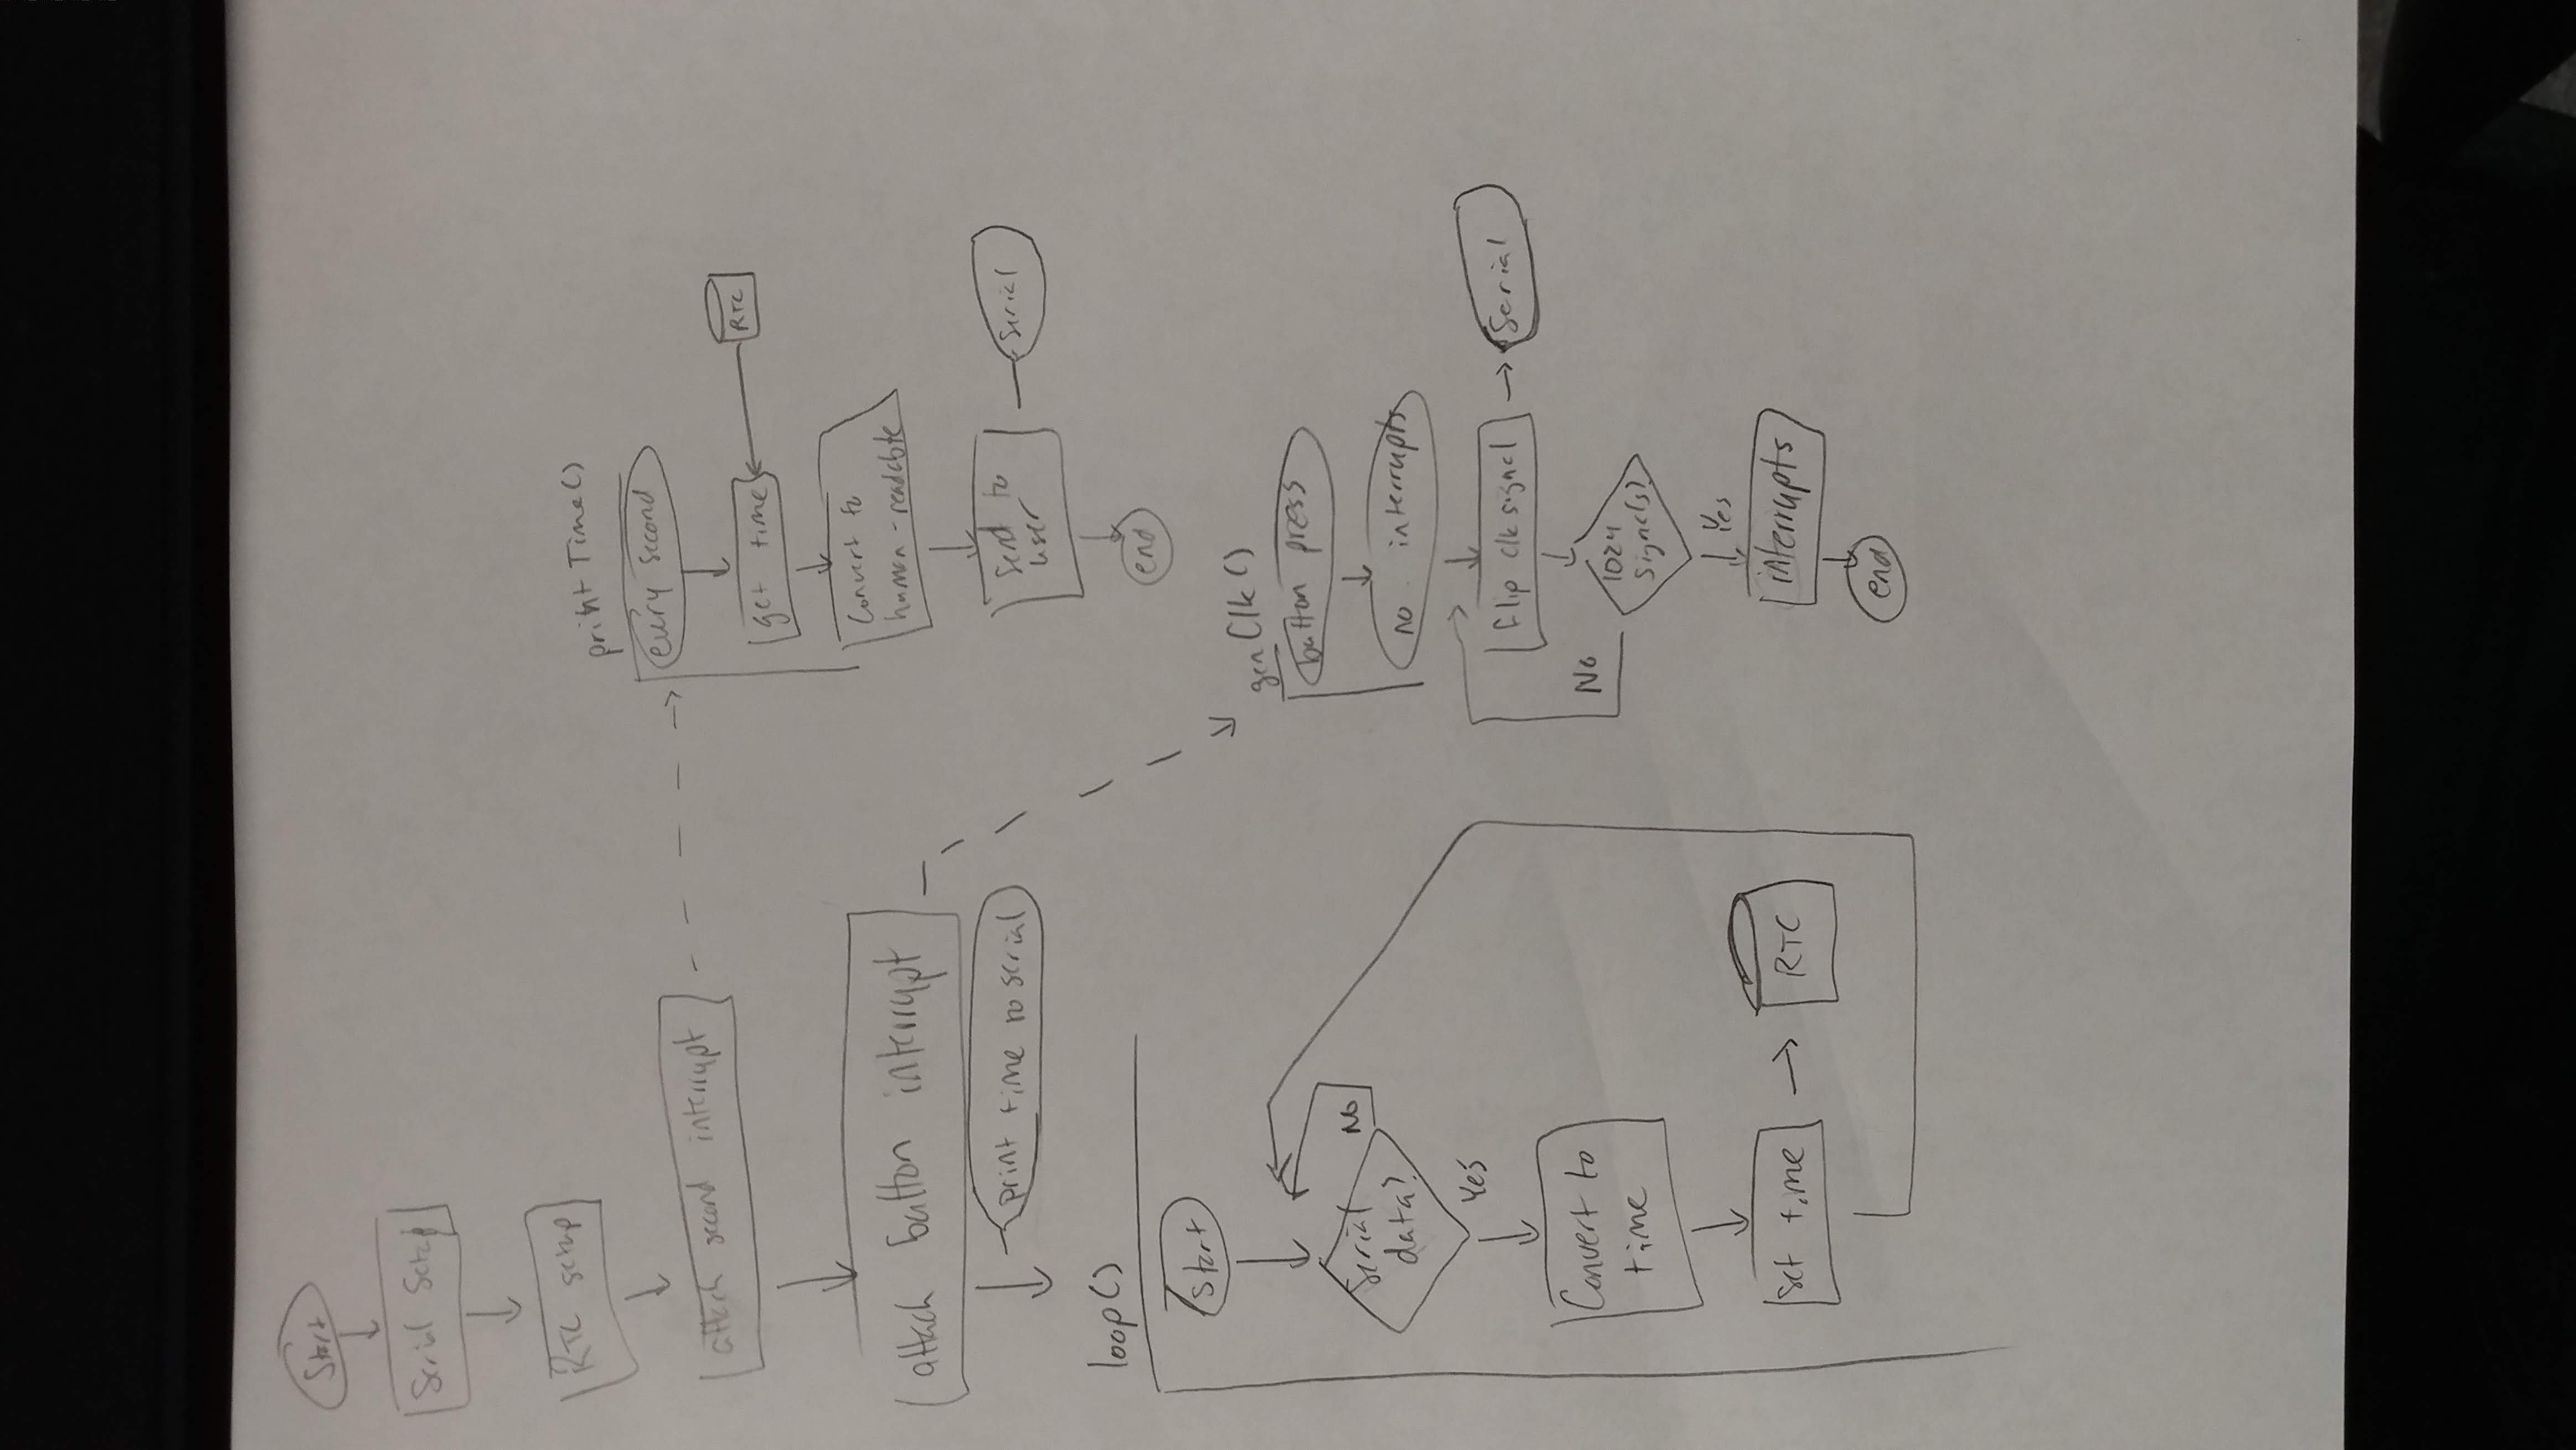 Start
Serial Setup
RTC setup
attach second interrupt
attach button interrupt
print time to serial
loop()
Start
Serial
data?
No
Yes
Convert to
time
set time
RTC
printTime()
every second
get time
RTC
Convert to
human-readable
Send to
user
Serial
end
genClk()
button press
no interrupts
flip clk signal
Serial
No
1024
signals?
Yes
interrupts
end